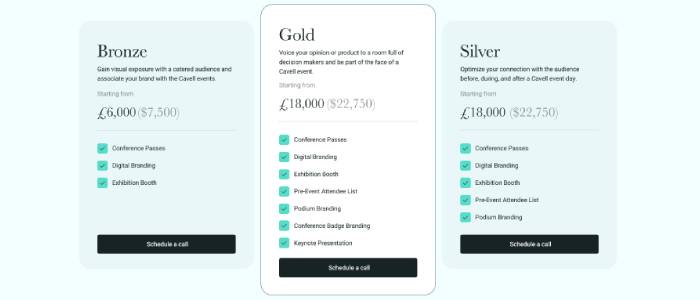 Bronze
Gain visual exposure with a catered audience and
associate your brand with the Cavell events.
Starting from
£6,000 ($7,500)
Conference Passes
Digital Branding
Exhibition Booth
Schedule a call
Gold
Voice your opinion or product to a room full of
decision makers and be part of the face of a
Cavell event.
Starting from
£18,000 ($22,750)
Conference Passes
Digital Branding
Exhibition Booth
Pre-Event Attendee List
Podium Branding
Conference Badge Branding
Keynote Presentation
Schedule a call
Silver
Optimize your connection with the audience
before, during, and after a Cavell event day.
Starting from
£18,000 ($22,750)
Conference Passes
Digital Branding
Exhibition Booth
Pre-Event Attendee List
Podium Branding
Schedule a call